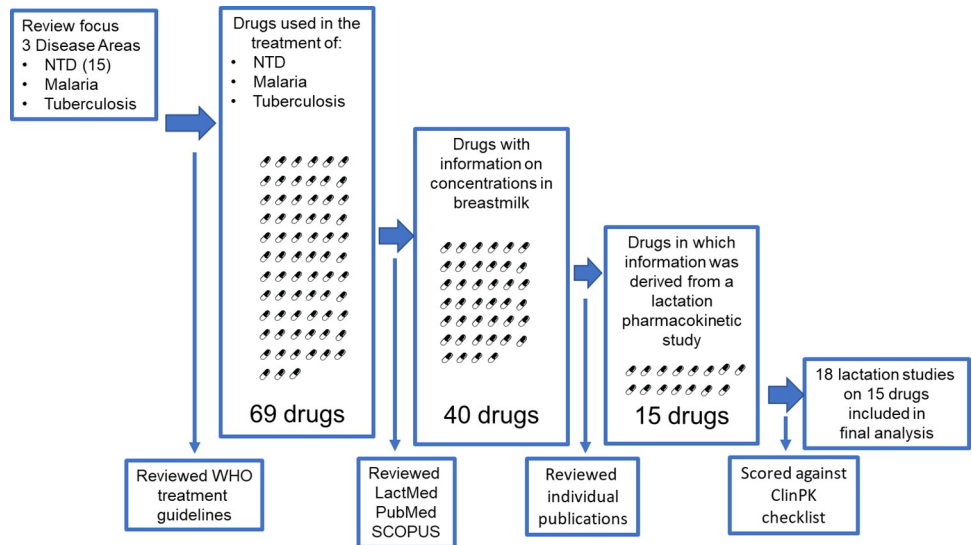 Review focus
3 Disease Areas
• NTD (15)
• Malaria
• Tuberculosis
Drugs used in the
treatment of:
• NTD
• Malaria
• Tuberculosis
69 drugs
Drugs with
information on
concentrations in
breastmilk
40 drugs
Drugs in which
information was
derived from a
lactation
pharmacokinetic
study
15 drugs
18 lactation studies
on 15 drugs
included in
final analysis
Reviewed WHO
treatment
guidelines
Reviewed
LactMed
PubMed
SCOPUS
Reviewed
individual
publications
Scored against
ClinPK
checklist